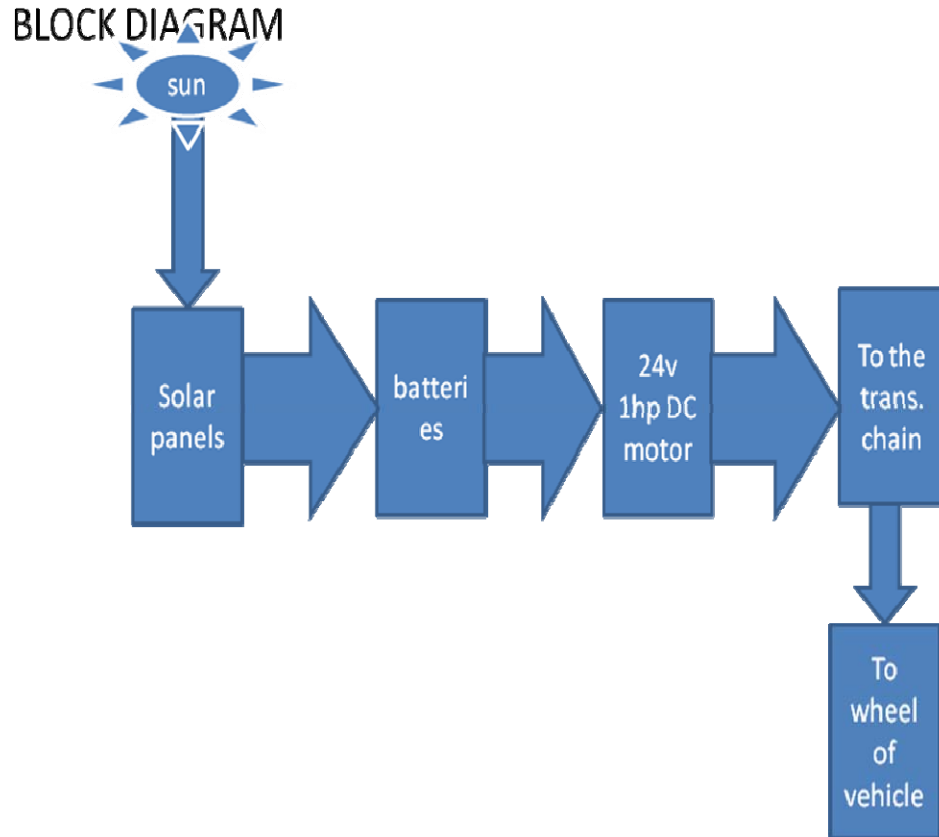 BLOCK DIAGRAM
sun
Solar
panels
batteri
es
24v
1hp DC
motor
To the
trans.
chain
To
wheel
of
vehicle